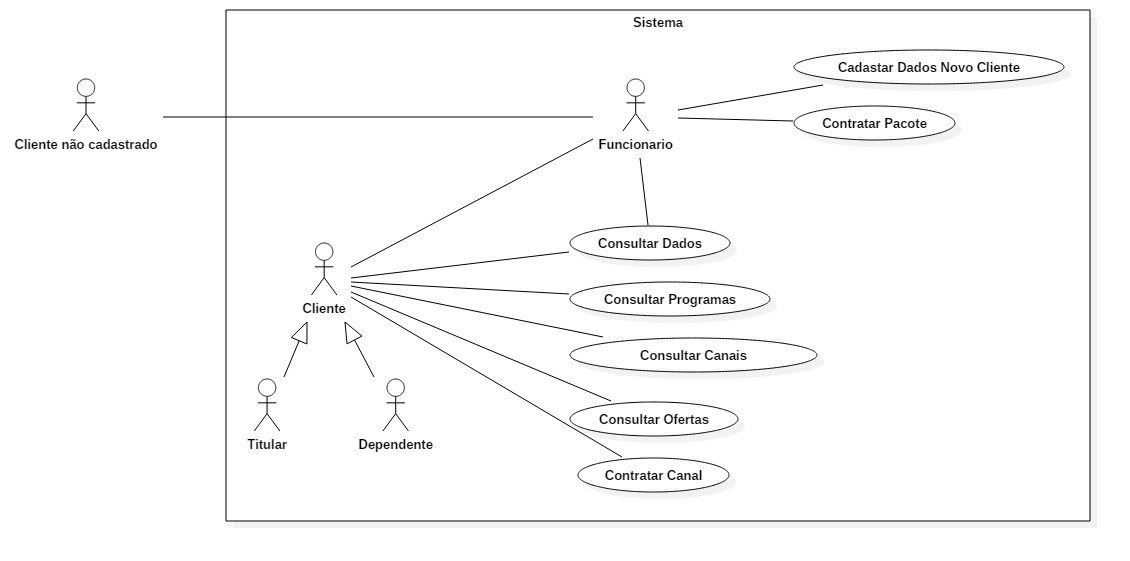 Sistema
Cadastar Dados Novo Cliente
Contratar Pacote
Cliente não cadastrado
Funcionario
Consultar Dados
Consultar Programas
Cliente
Consultar Canais
Consultar Ofertas
Titular
Dependente
Contratar Canal